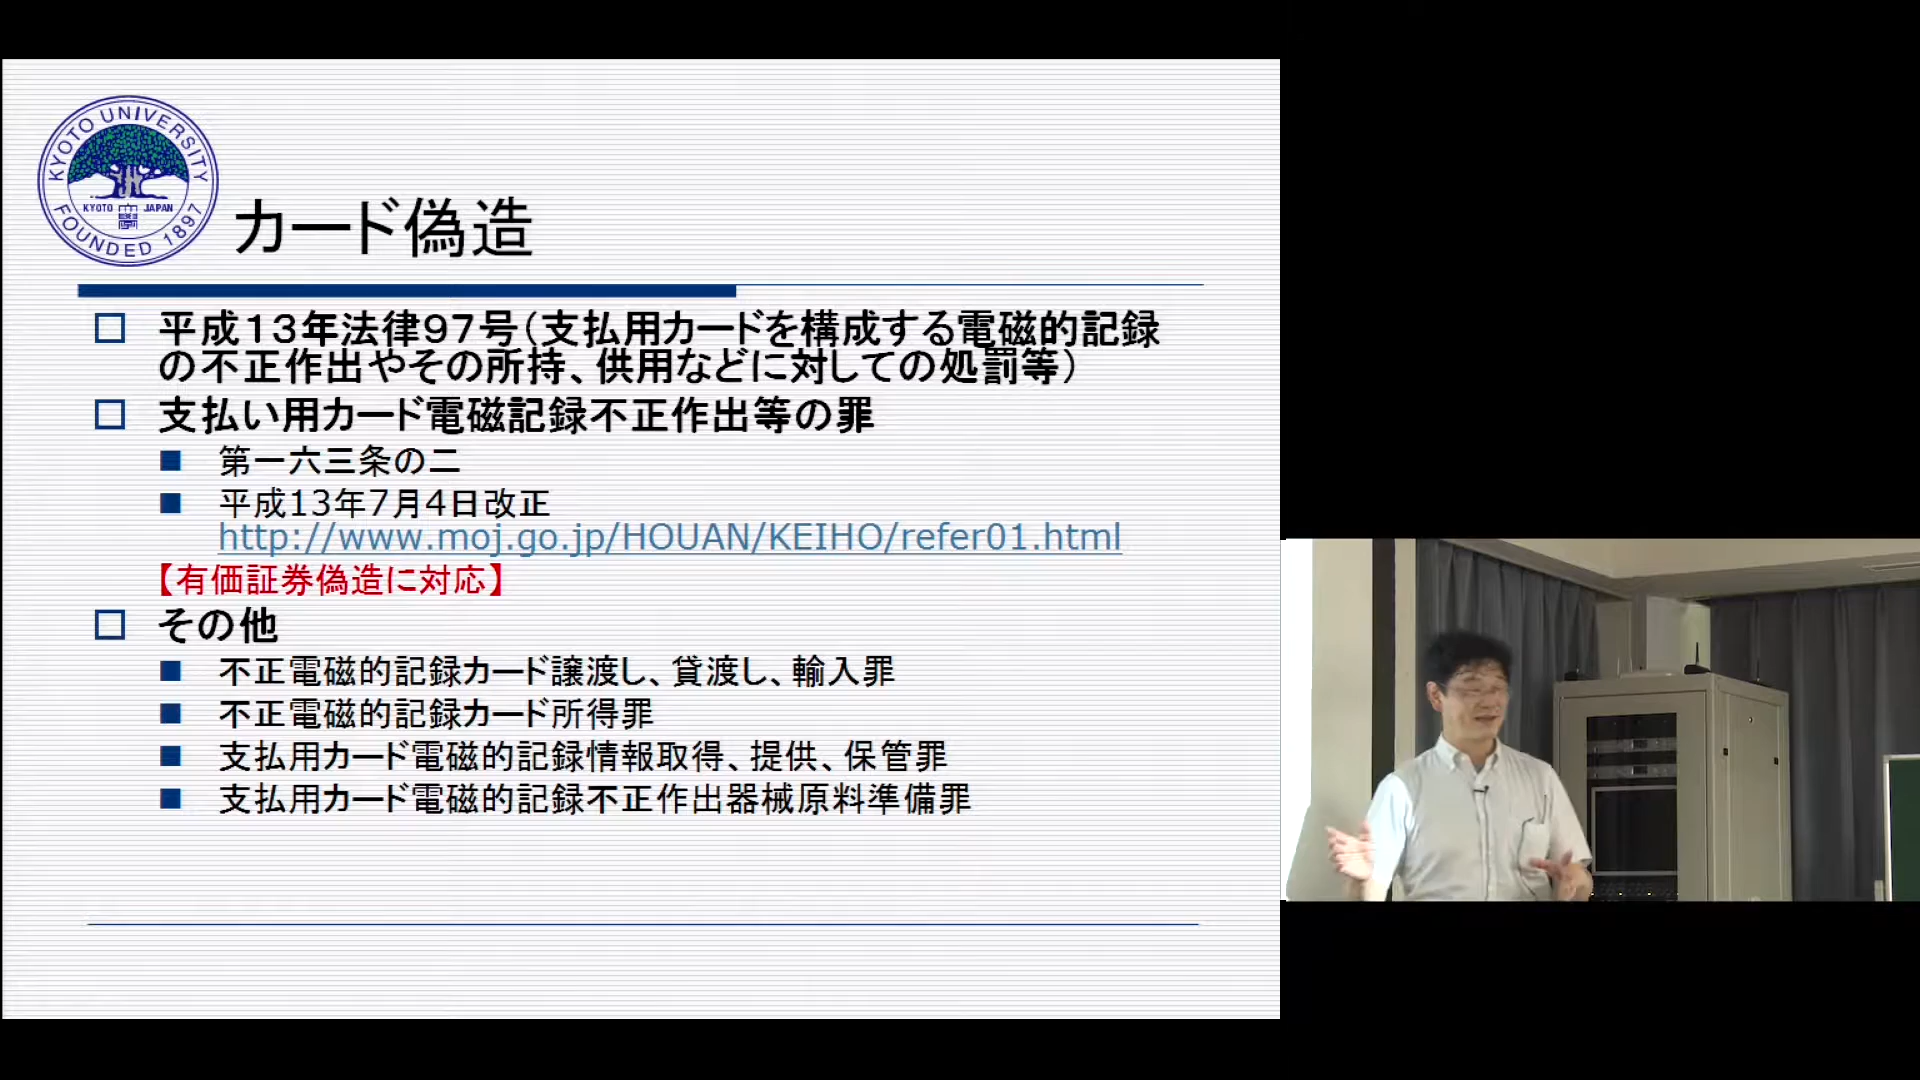 KYOTO UNIVERSITY
KYOTO JAPAN
FOUNDED 1897
カード偽造
平成13年法律97号(支払用カードを構成する電磁的記録
の不正作出やその所持、供用などに対しての処罰等)
支払い用カード電磁記録不正作出等の罪
第一六三条の二
平成13年7月4日改正
http://www.moj.go.jp/HOUAN/KEIHO/refer01.html
【有価証券偽造に対応】
その他
不正電磁的記録カード譲渡し、貸渡し、輸入罪
不正電磁的記録カード所得罪
支払用カード電磁的記録情報取得、提供、保管罪
支払用カード電磁的記録不正作出器械原料準備罪